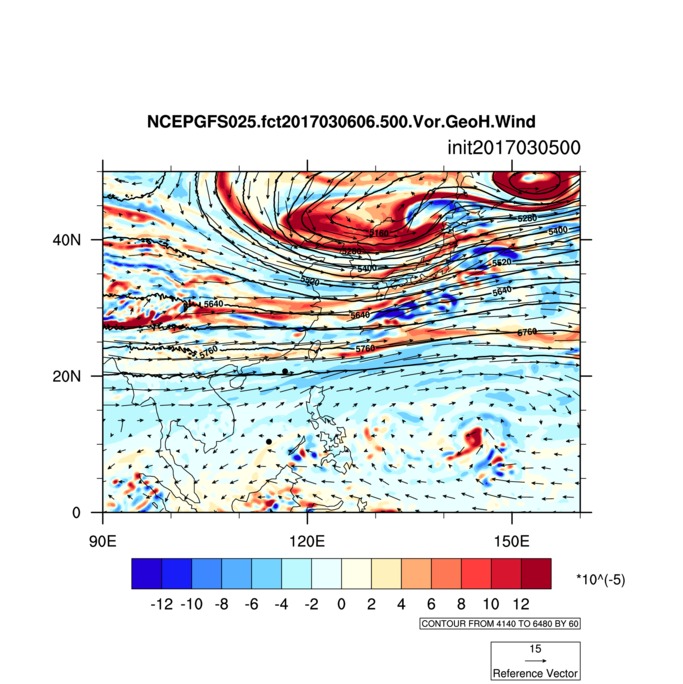 NCEPGFS025.fct2017030606.500.Vor.GeoH.Wind
init2017030500
5160
5280
5280
5400
5400
5520
5520
5640
5640
5640
5760
5760
5760
40N
20N
0
90E 120E 150E
-12 -10 -8 -6 -4 -2 0 2 4 6 8 10 12
*10^(-5)
CONTOUR FROM 4140 TO 6480 BY 60
15
Reference Vector